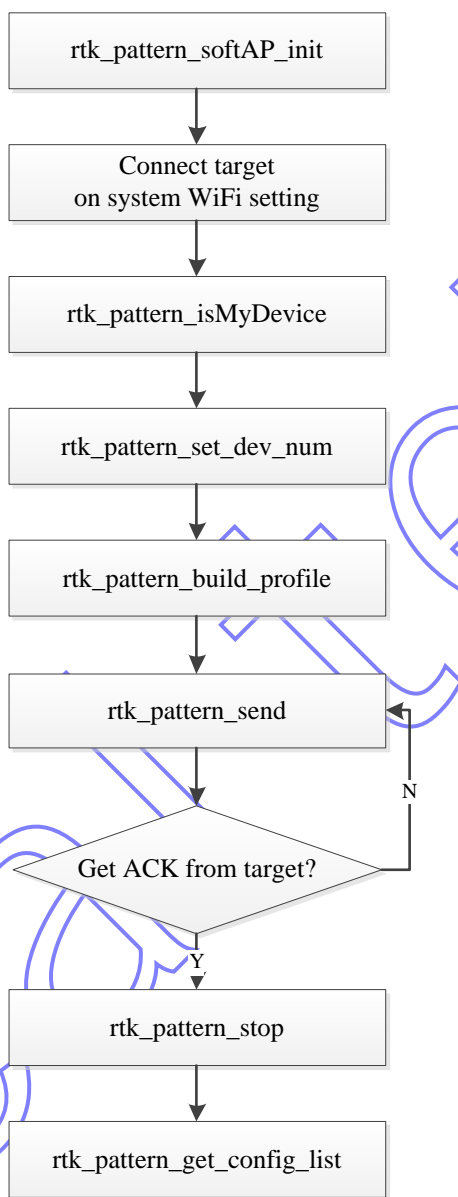 rtk_pattern_softAP_init
Connect target
on system WiFi setting
rtk_pattern_isMyDevice
rtk_pattern_set_dev_num
rtk_pattern_build_profile
rtk_pattern_send
N
Get ACK from target?
Y
rtk_pattern_stop
rtk_pattern_get_config_list